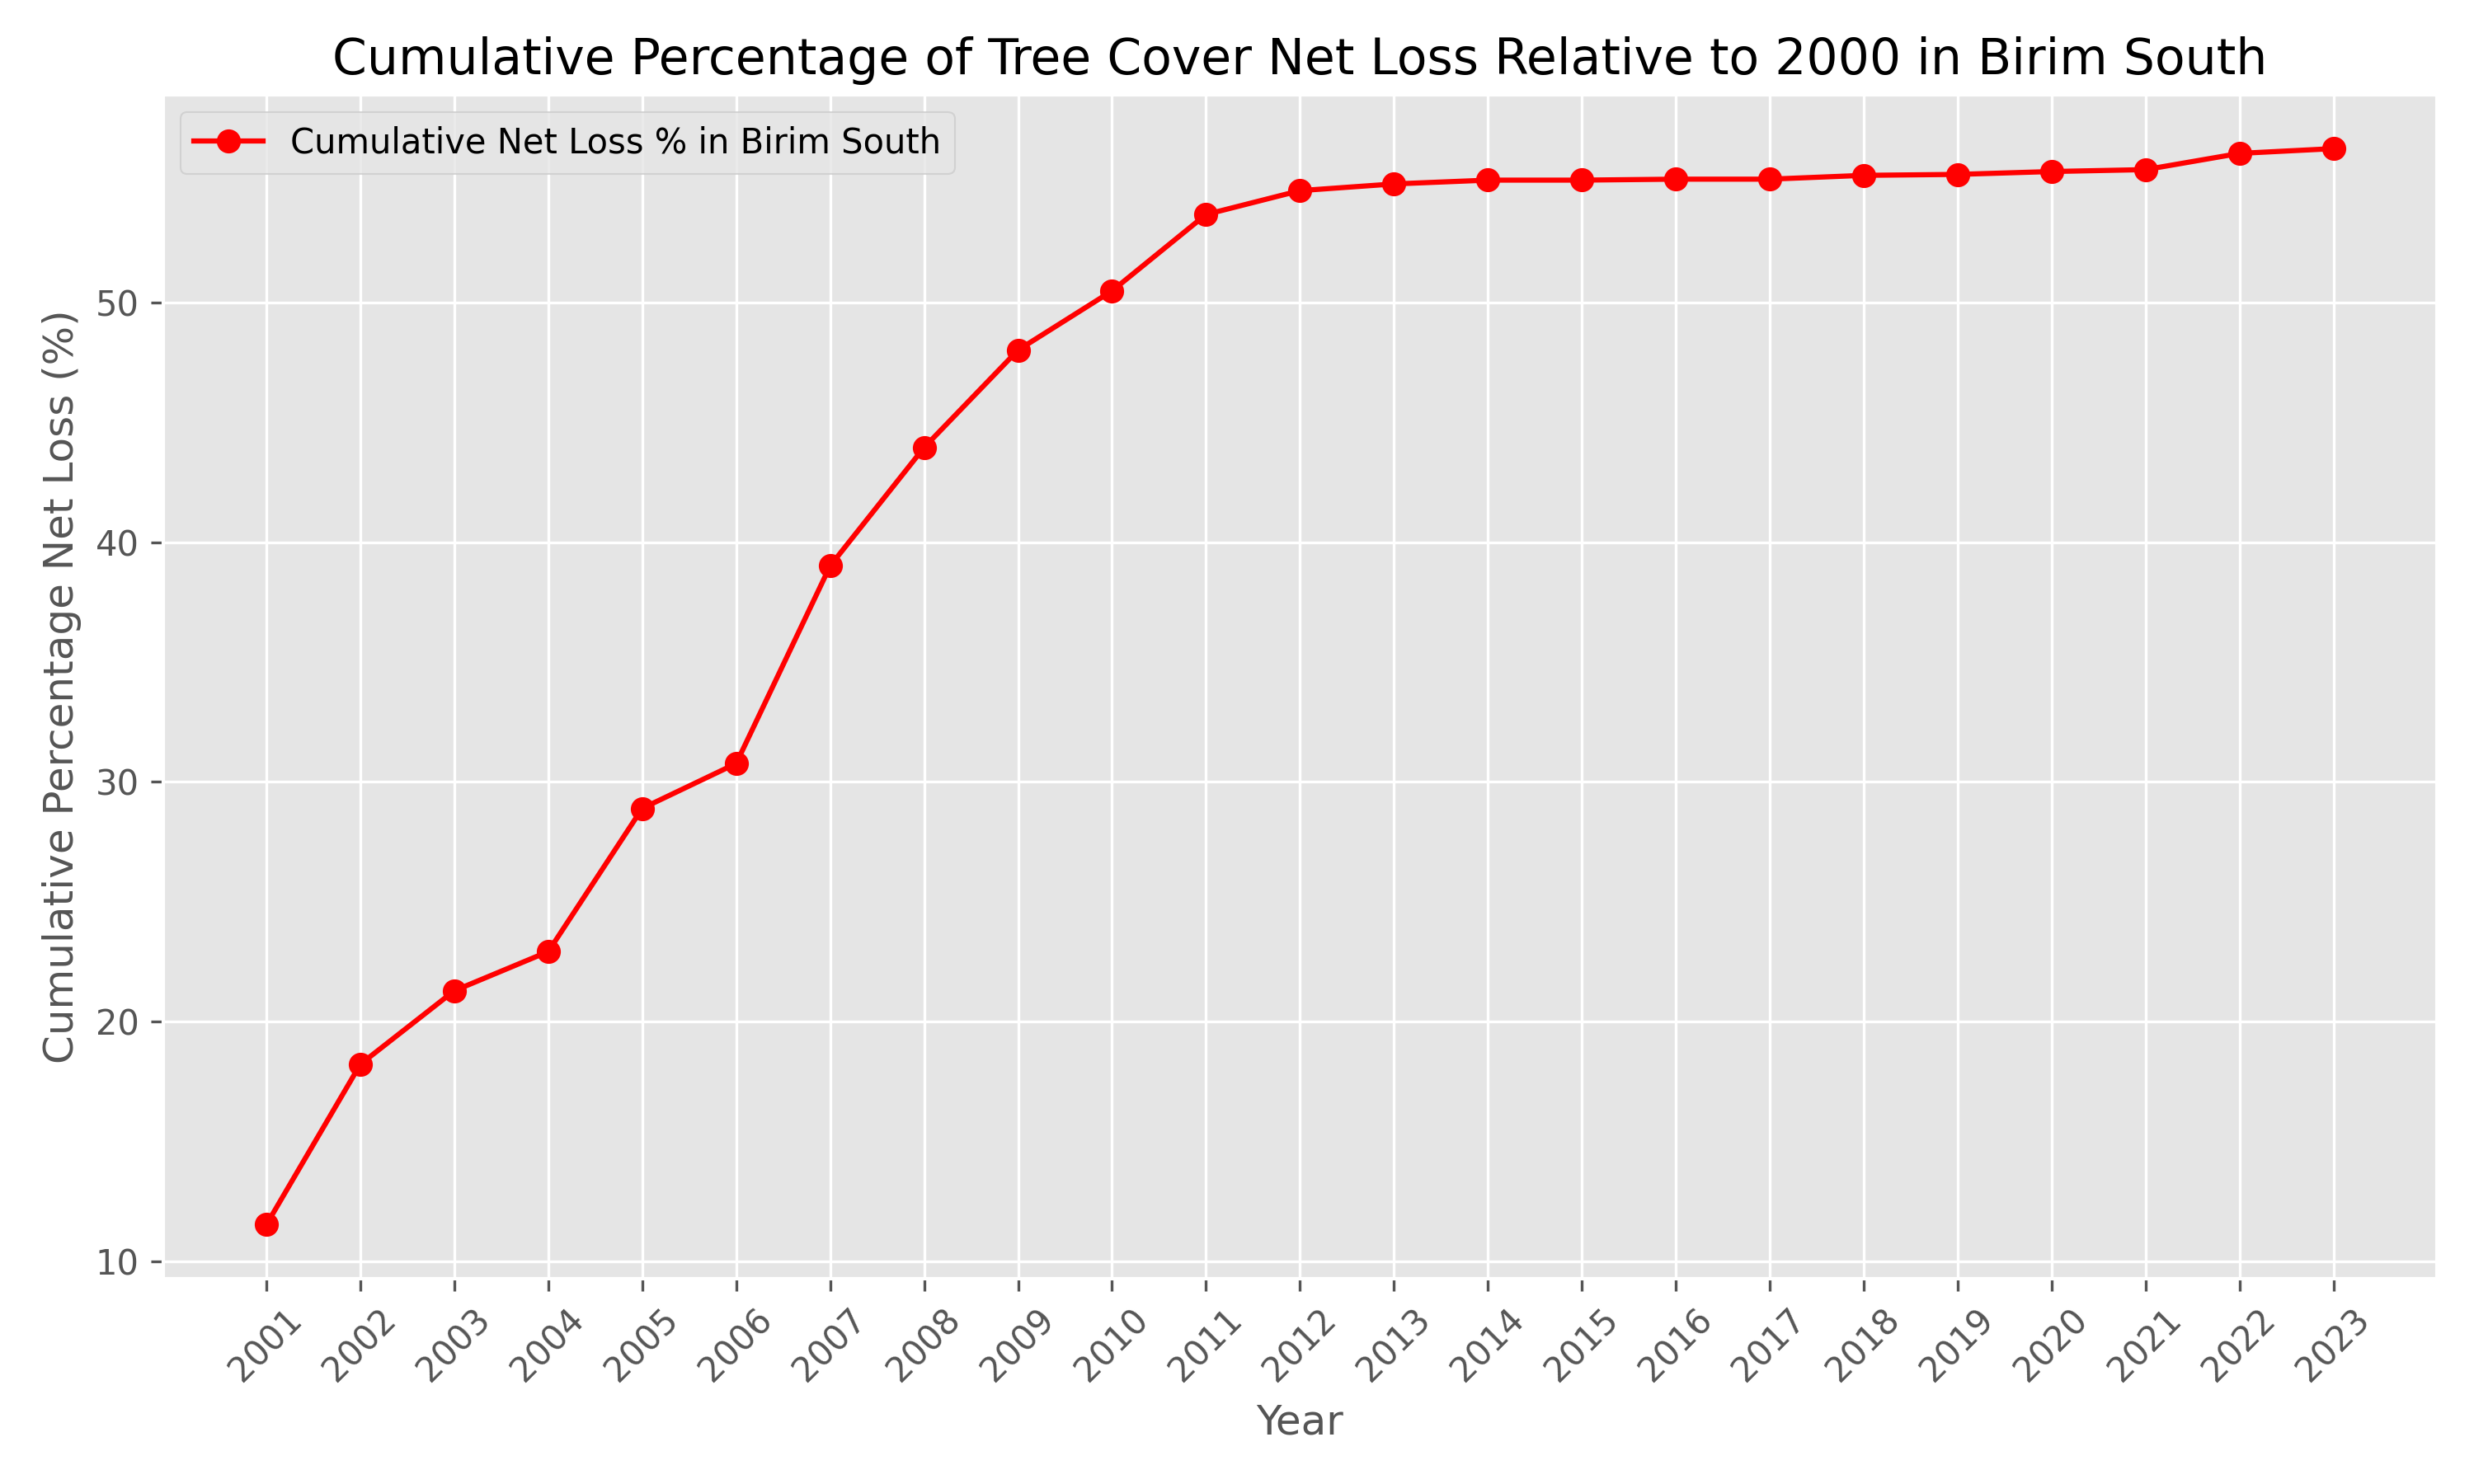 Cumulative Percentage of Tree Cover Net Loss Relative to 2000 in Birim South
Cumulative Net Loss % in Birim South
Cumulative Percentage Net Loss (%)
50
40
30
20
10
2001 2002 2003 2004 2005 2006 2007 2008 2009 2010 2011 2012 2013 2014 2015 2016 2017 2018 2019 2020 2021 2022 2023
Year